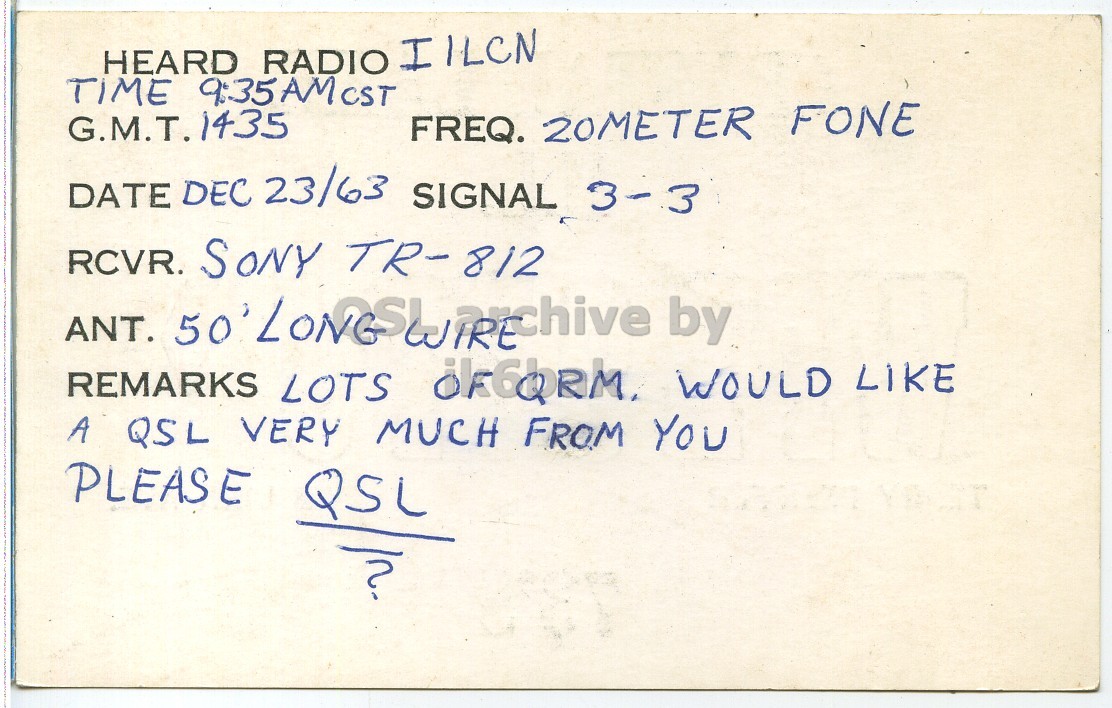 HEARD RADIO I1LCN
TIME 9:35AM CST
G.M.T. 1435 FREQ. 20METER FONE
DATE DEC 23/63 SIGNAL 3-3
RCVR. SONY TR-812
ANT. 50' LONG WIRE
QSL archive by
ik6bak
REMARKS LOTS OF QRM. WOULD LIKE
A QSL VERY MUCH FROM YOU
PLEASE QSL
?